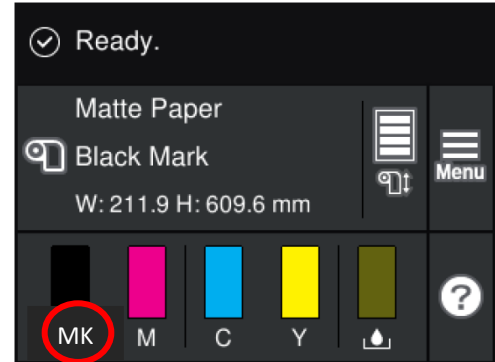 Ready.
Matte Paper
Black Mark
W: 211.9 H: 609.6 mm
Menu
MK M C Y
?